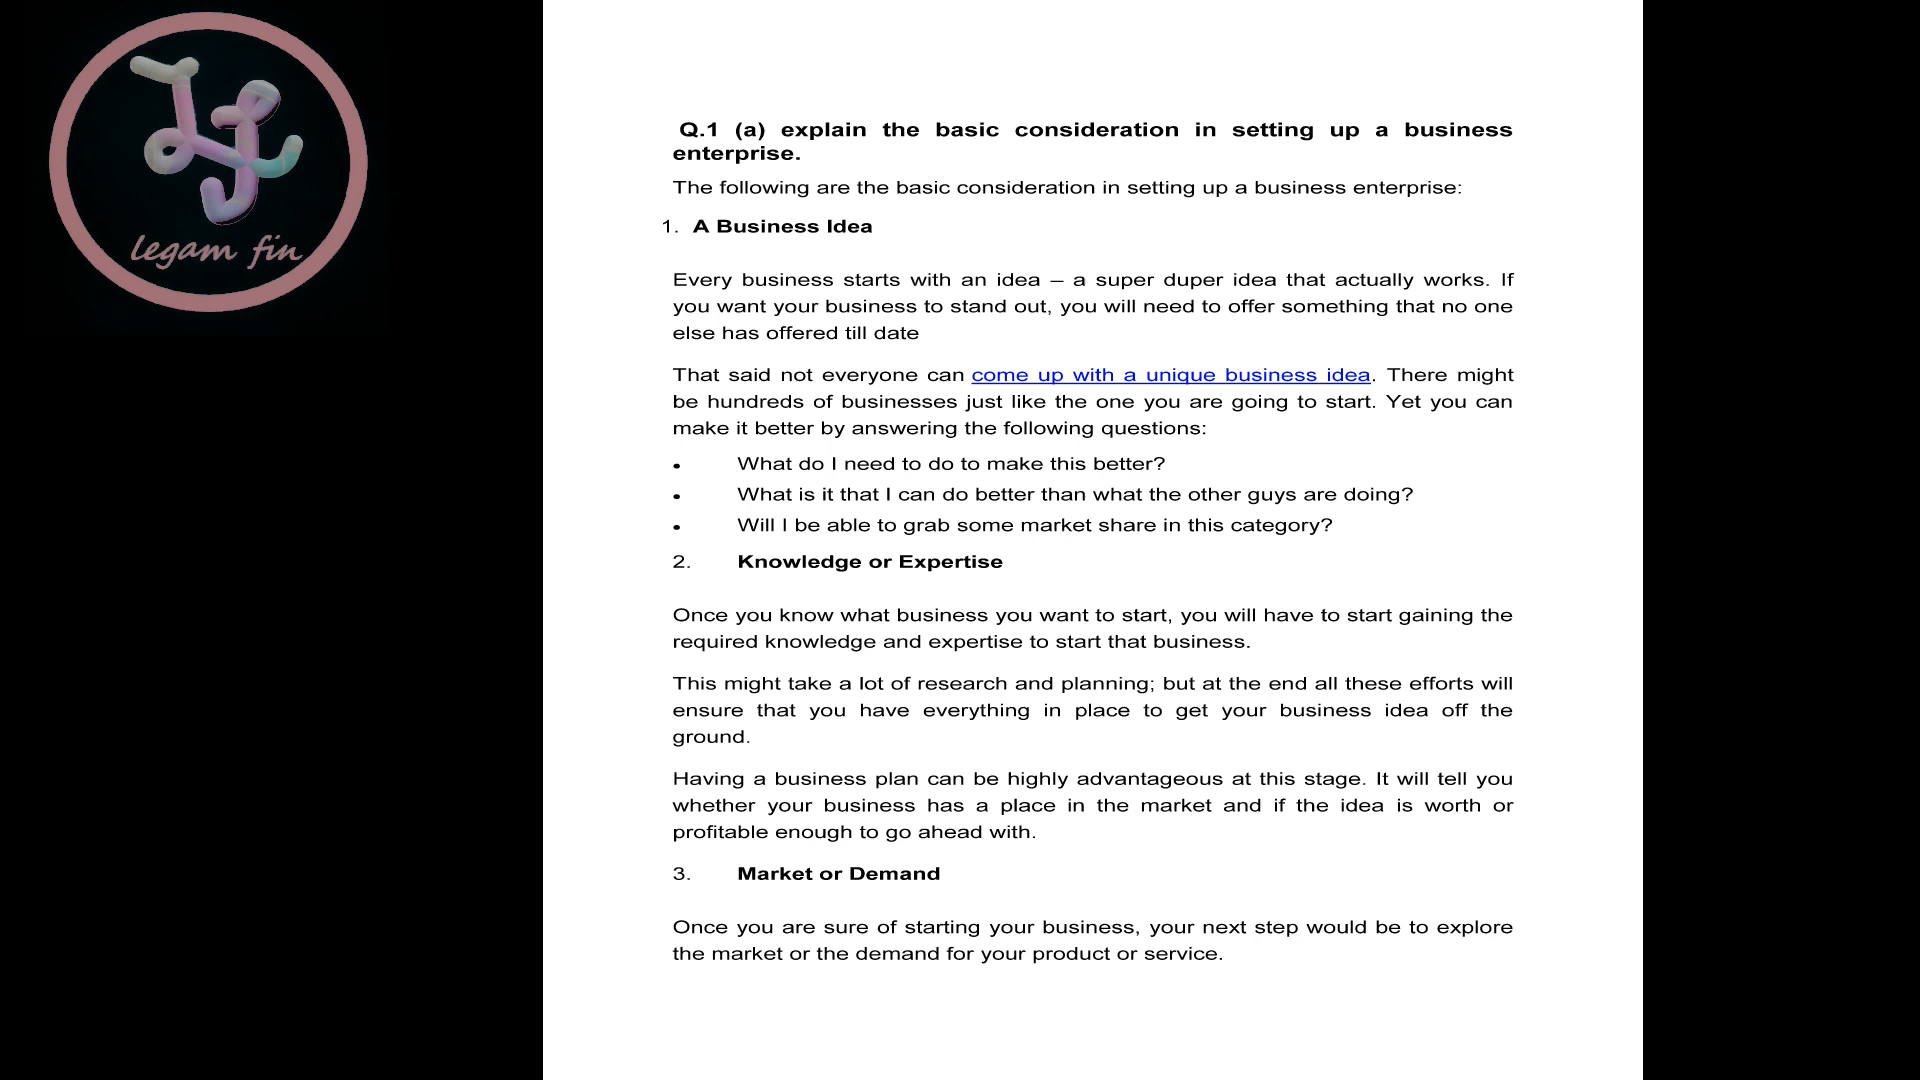 legam fin
Q.1 (a) explain the basic consideration in setting up a business
enterprise.
The following are the basic consideration in setting up a business enterprise:
1. A Business Idea
Every business starts with an idea – a super duper idea that actually works. If
you want your business to stand out, you will need to offer something that no one
else has offered till date
That said not everyone can come up with a unique business idea. There might
be hundreds of businesses just like the one you are going to start. Yet you can
make it better by answering the following questions:
• What do I need to do to make this better?
• What is it that I can do better than what the other guys are doing?
• Will I be able to grab some market share in this category?
2. Knowledge or Expertise
Once you know what business you want to start, you will have to start gaining the
required knowledge and expertise to start that business.
This might take a lot of research and planning; but at the end all these efforts will
ensure that you have everything in place to get your business idea off the
ground.
Having a business plan can be highly advantageous at this stage. It will tell you
whether your business has a place in the market and if the idea is worth or
profitable enough to go ahead with.
3. Market or Demand
Once you are sure of starting your business, your next step would be to explore
the market or the demand for your product or service.